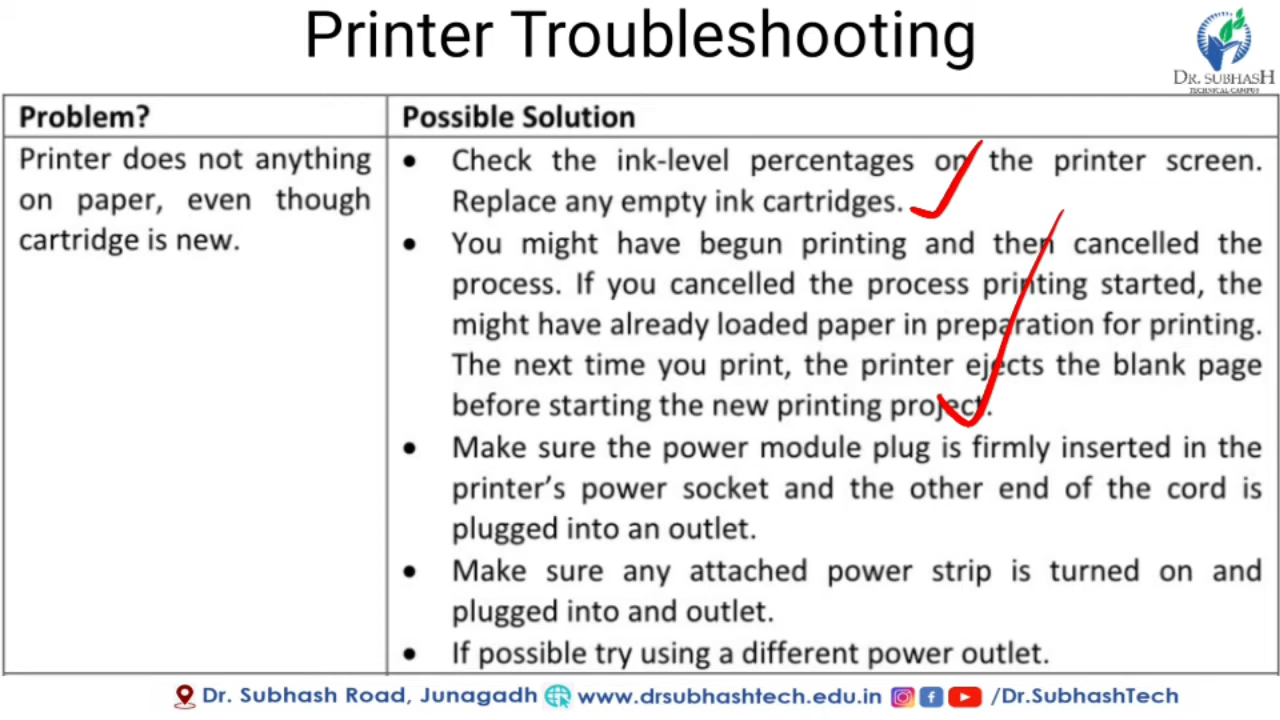 Printer Troubleshooting
DR. SUBHASH
TECHNICAL CAMPUS
Problem?
Possible Solution
Printer does not anything
on paper, even though
cartridge is new.
• Check the ink-level percentages on the printer screen.
Replace any empty ink cartridges.
• You might have begun printing and then cancelled the
process. If you cancelled the process printing started, the
might have already loaded paper in preparation for printing.
The next time you print, the printer ejects the blank page
before starting the new printing project.
• Make sure the power module plug is firmly inserted in the
printer’s power socket and the other end of the cord is
plugged into an outlet.
• Make sure any attached power strip is turned on and
plugged into and outlet.
• If possible try using a different power outlet.
Dr. Subhash Road, Junagadh www.drsubhashtech.edu.in /Dr.SubhashTech